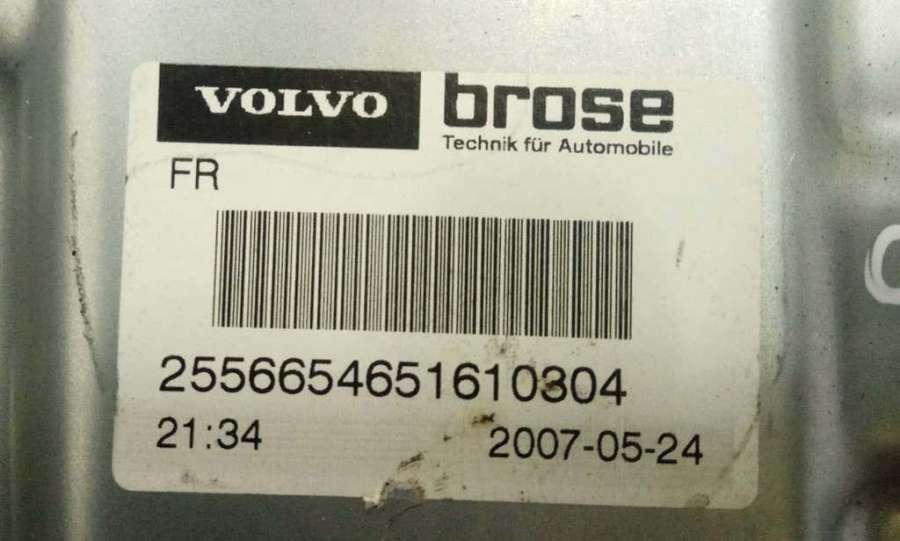 VOLVO brose
Technik für Automobile
FR
2556654651610304
21:34 2007-05-24